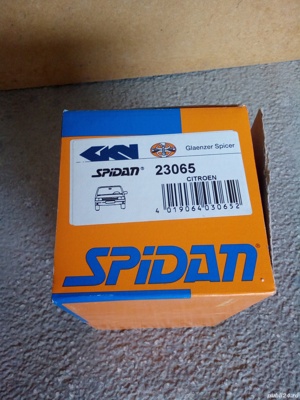 GKN Glaenzer Spicer
SPiDAN® 23065
CITROEN
4 019064 030652
SPiDAN